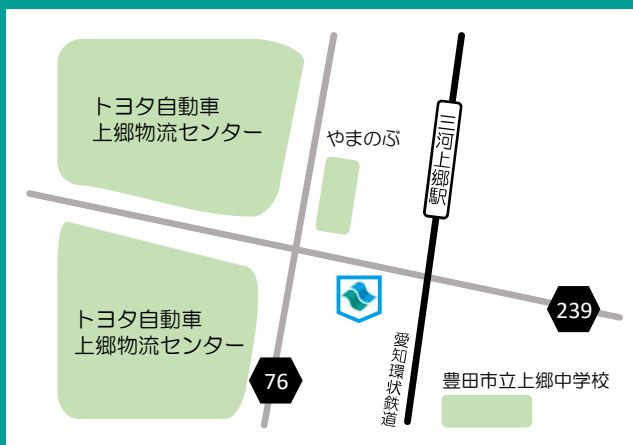 トヨタ自動車
上郷物流センター
やまのぶ
三河上郷駅
トヨタ自動車
上郷物流センター
239
76
愛知環状鉄道
豊田市立上郷中学校